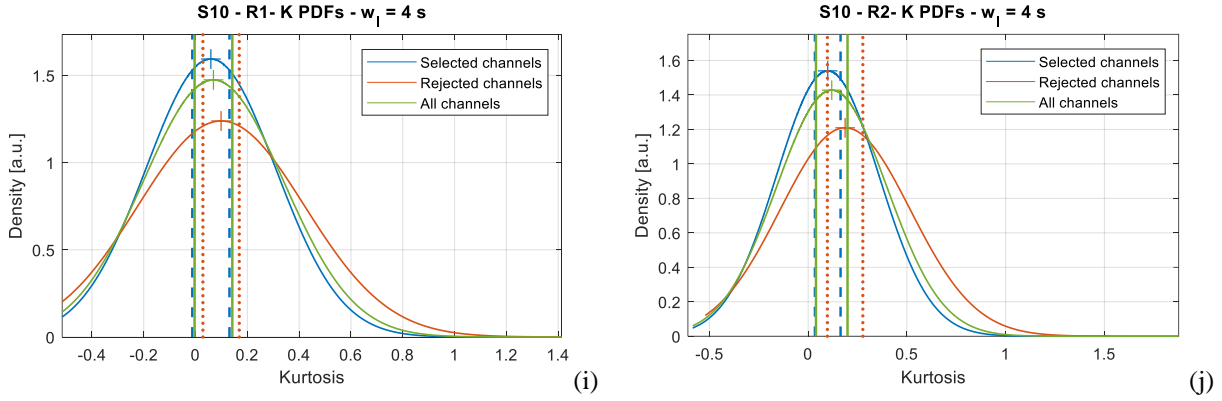 S10 - R1- K PDFs - w_l = 4 s
Density [a.u.]
1.5
1
0.5
0
Selected channels
Rejected channels
All channels
-0.4
-0.2
0
0.2
0.4
0.6
0.8
1
1.2
1.4
Kurtosis
(i)
S10 - R2- K PDFs - w_l = 4 s
Density [a.u.]
1.6
1.4
1.2
1
0.8
0.6
0.4
0.2
0
Selected channels
Rejected channels
All channels
-0.5
0
0.5
1
1.5
Kurtosis
(j)